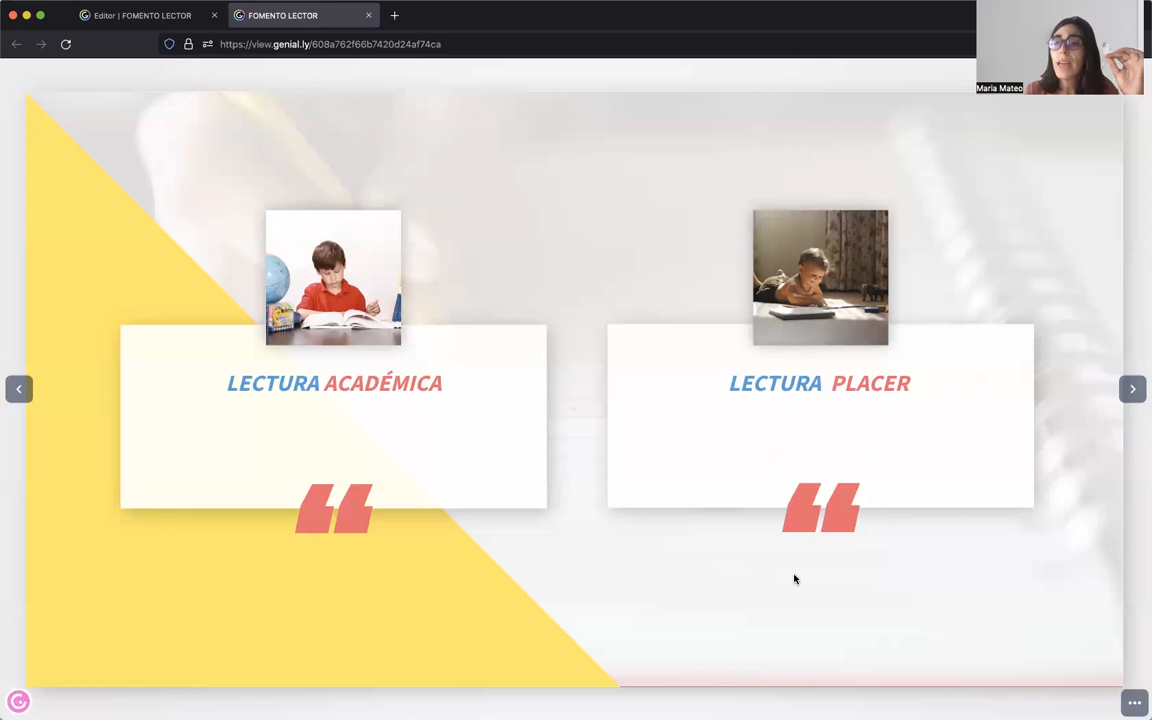 Editor | FOMENTO LECTOR
FOMENTO LECTOR
https://view.genial.ly/608a762f66b7420d24af74ca
Maria Mateo
LECTURA ACADÉMICA
LECTURA PLACER